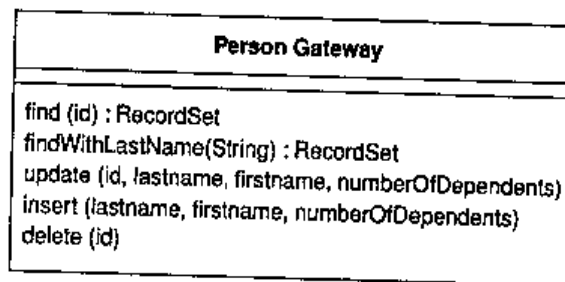 Person Gateway
find (id) : RecordSet
findWithLastName(String) : RecordSet
update (id, lastname, firstname, numberOfDependents)
insert (lastname, firstname, numberOfDependents)
delete (id)